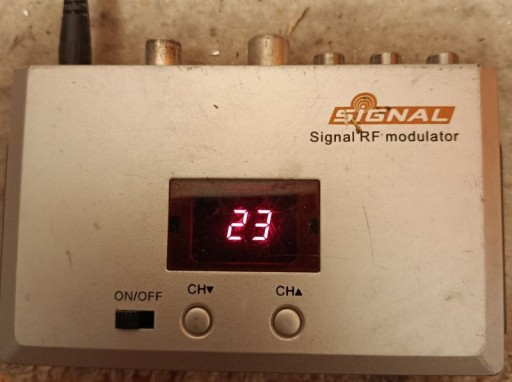 SIGNAL
Signal RF modulator
23
ON/OFF CH▼ CH▲